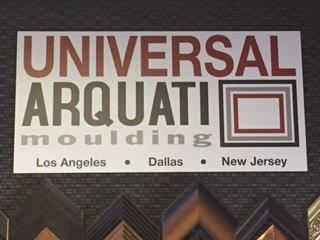 UNIVERSAL
ARQUATI
moulding
Los Angeles • Dallas • New Jersey